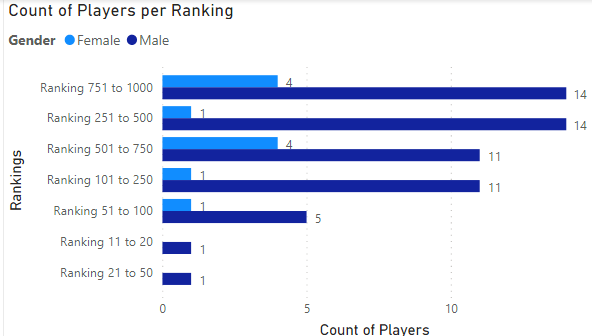 Count of Players per Ranking
Gender Female Male
Ranking 751 to 1000 4 14
Ranking 251 to 500 1 14
Ranking 501 to 750 4 11
Ranking 101 to 250 1 11
Ranking 51 to 100 1 5
Ranking 11 to 20 1
Ranking 21 to 50 1
Rankings
0 5 10
Count of Players